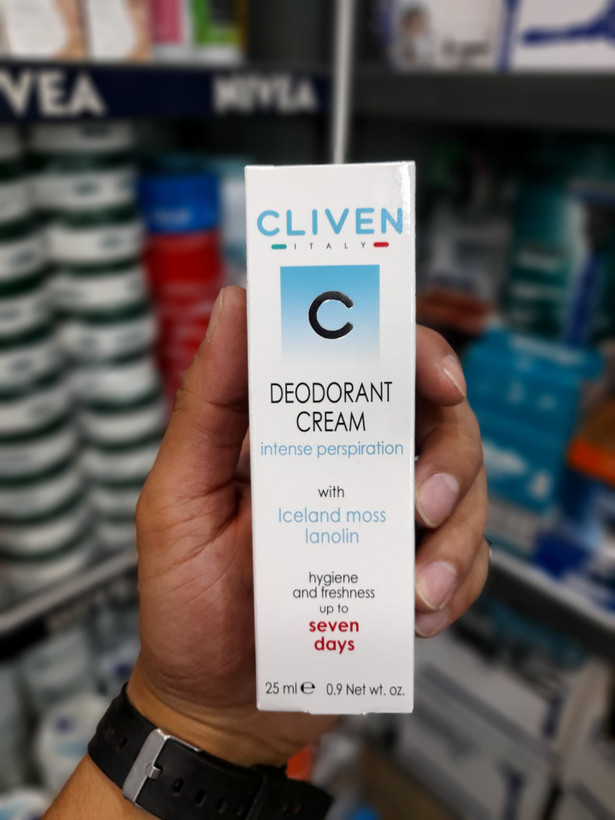 VEA
NIVEA
CLIVEN
ITALY
C
DEODORANT
CREAM
intense perspiration
with
Iceland moss
lanolin
hygiene
and freshness
up to
seven
days
25 ml ℮ 0.9 Net wt. oz.